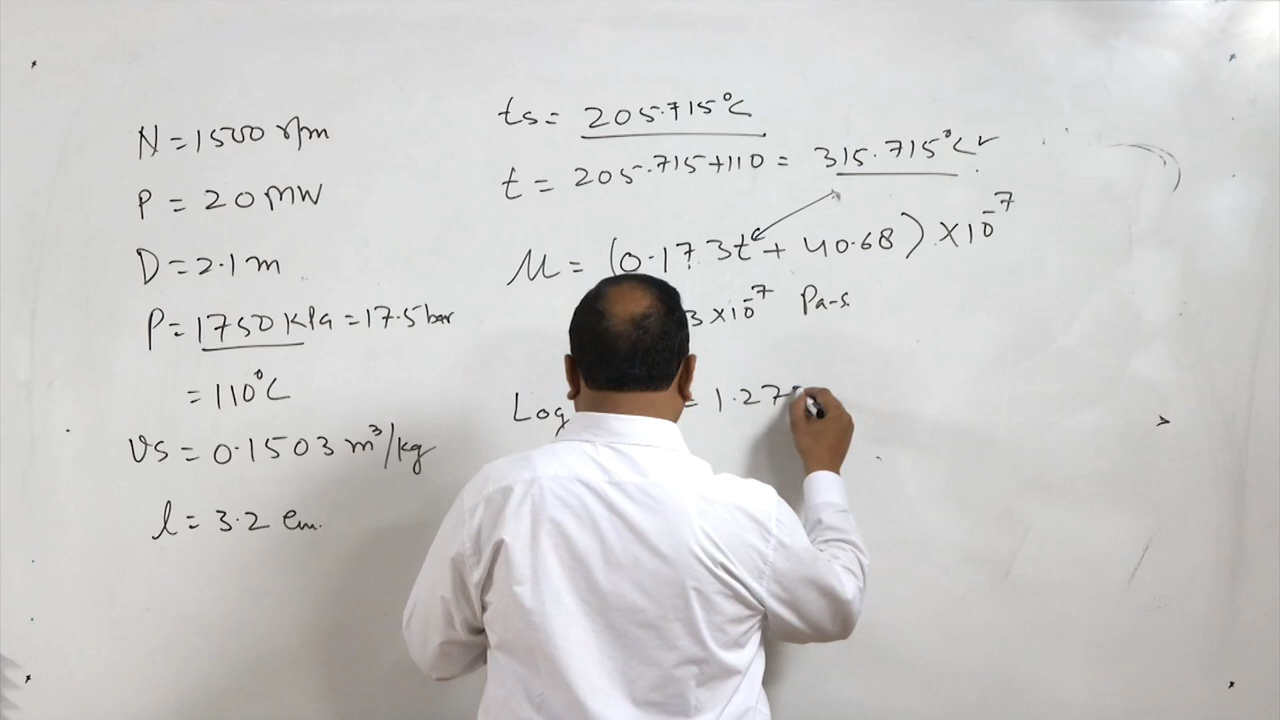 N = 1500 rpm
P = 20 MW
D = 2.1 m
P = 1750 KPa = 17.5 bar
= 110°C
vs = 0.1503 m³/kg
l = 3.2 cm.
ts = 205.715°C
t = 205.715+110 = 315.715°C
μ = (0.173t + 40.68) ×10⁻⁷
3×10⁻⁷ Pa-s
Log = 1.27